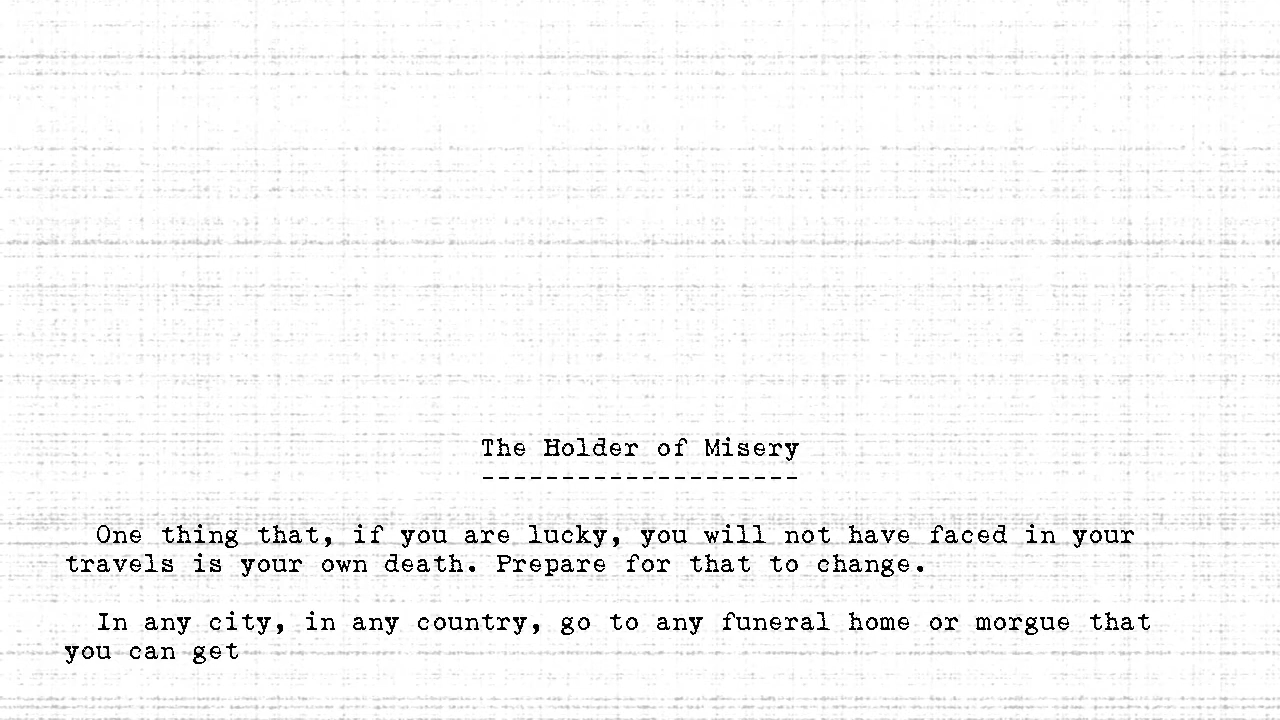 The Holder of Misery
--------------------
One thing that, if you are lucky, you will not have faced in your
travels is your own death. Prepare for that to change.
In any city, in any country, go to any funeral home or morgue that
you can get